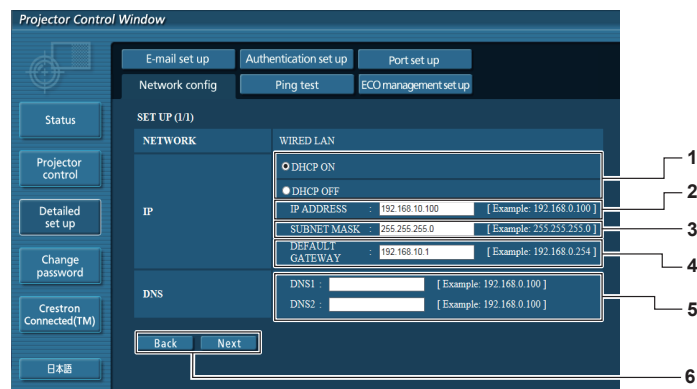 Projector Control Window
E-mail set up Authentication set up Port set up
Network config Ping test ECO management set up
Status
Projector
control
Detailed
set up
Change
password
Crestron
Connected(TM)
日本語
SET UP (1/1)
NETWORK WIRED LAN
IP
DHCP ON
DHCP OFF
IP ADDRESS : 192.168.10.100 [ Example: 192.168.0.100 ]
SUBNET MASK : 255.255.255.0 [ Example: 255.255.255.0 ]
DEFAULT
GATEWAY : 192.168.10.1 [ Example: 192.168.0.254 ]
DNS
DNS1 : [ Example: 192.168.0.100 ]
DNS2 : [ Example: 192.168.0.100 ]
Back Next
1
2
3
4
5
6